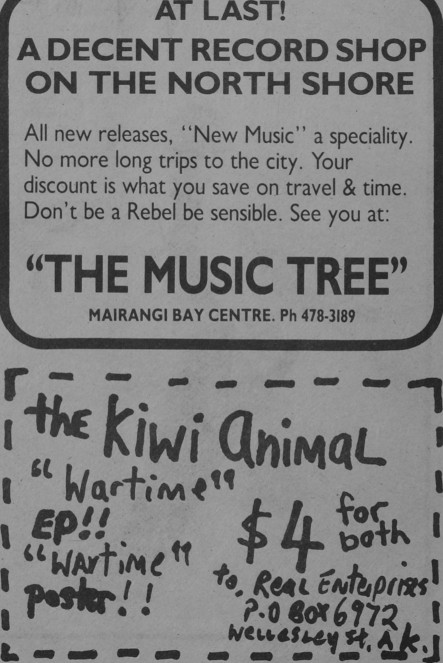 AT LAST!
A DECENT RECORD SHOP
ON THE NORTH SHORE
All new releases, "New Music" a speciality.
No more long trips to the city. Your
discount is what you save on travel & time.
Don't be a Rebel be sensible. See you at:
"THE MUSIC TREE"
MAIRANGI BAY CENTRE. Ph 478-3189
the Kiwi Animal
"Wartime"
EP!!
"Wartime"
poster!!
$4 for
both
to. Real Enterprises
P.O Box 6972
Wellesley St. A.K.